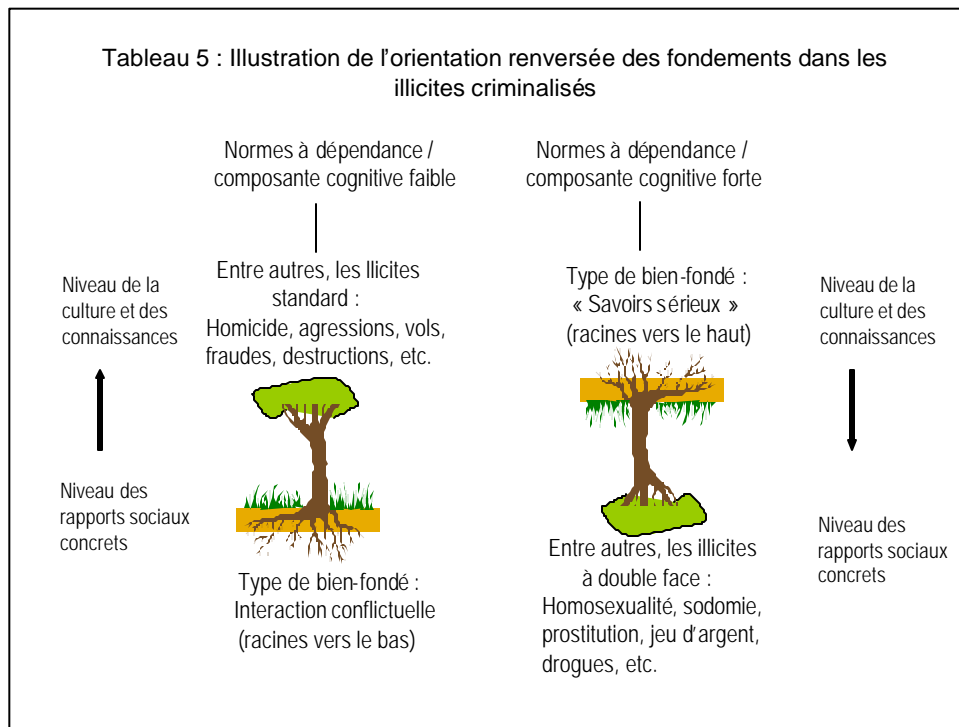 Tableau 5 : Illustration de l'orientation renversée des fondements dans les
illicites criminalisés
Normes à dépendance /
composante cognitive faible
Normes à dépendance /
composante cognitive forte
Niveau de la
culture et des
connaissances
Entre autres, les Ilicites
standard :
Homicide, agressions, vols,
fraudes, destructions, etc.
Type de bien-fondé :
« Savoirs sérieux »
(racines vers le haut)
Niveau de la
culture et des
connaissances
Niveau des
rapports sociaux
concrets
Type de bien-fondé :
Interaction conflictuelle
(racines vers le bas)
Entre autres, les illicites
à double face :
Homosexualité, sodomie,
prostitution, jeu d'argent,
drogues, etc.
Niveau des
rapports sociaux
concrets